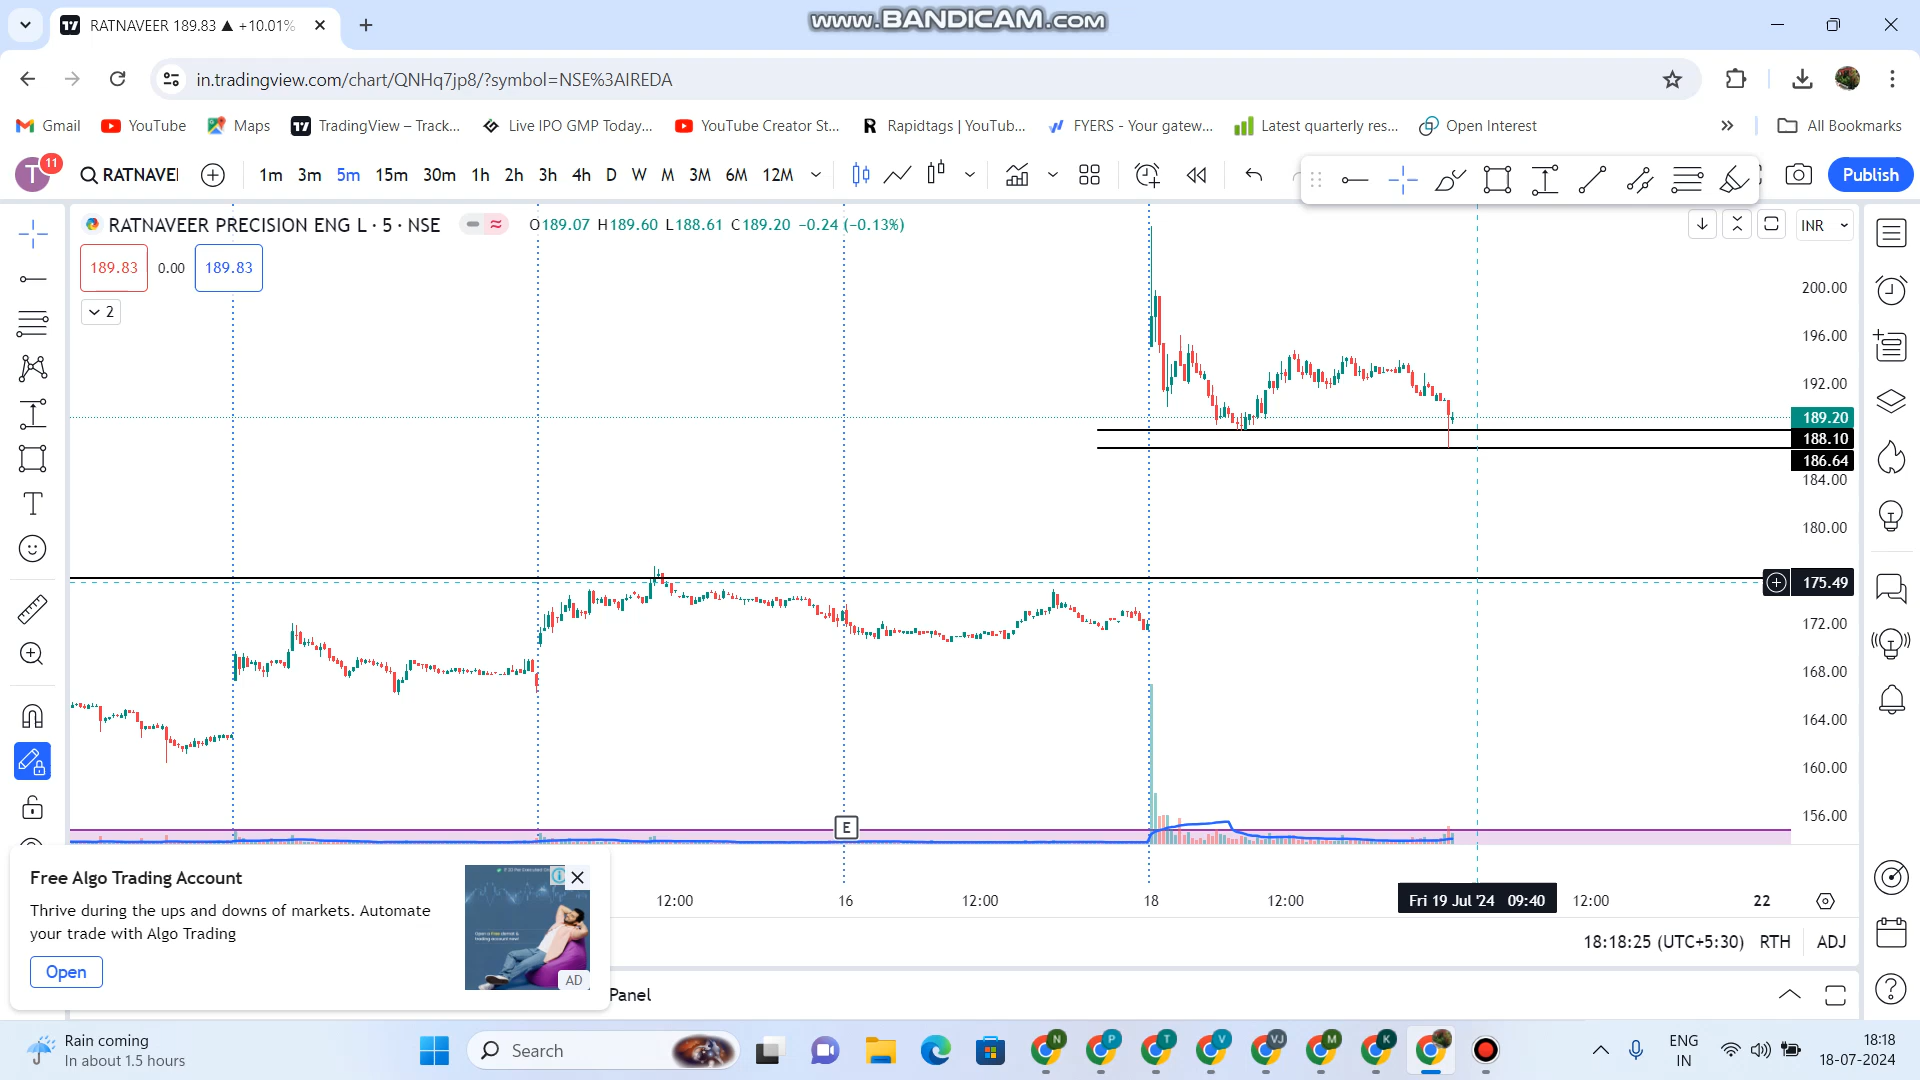 RATNAVEER 189.83 ▲ +10.01%
www.BANDICAM.com
in.tradingview.com/chart/QNHq7jp8/?symbol=NSE%3AIREDA
Gmail YouTube Maps TradingView – Track... Live IPO GMP Today... YouTube Creator St... Rapidtags | YouTub... FYERS - Your gatew... Latest quarterly res... Open Interest » All Bookmarks
T 11 RATNAVEE 1m 3m 5m 15m 30m 1h 2h 3h 4h D W M 3M 6M 12M Publish
RATNAVEER PRECISION ENG L · 5 · NSE O189.07 H189.60 L188.61 C189.20 −0.24 (−0.13%) INR
189.83 0.00 189.83
2
200.00
196.00
192.00
189.20
188.10
186.64
184.00
180.00
175.49
172.00
168.00
164.00
160.00
156.00
E
12:00 16 12:00 18 12:00 Fri 19 Jul '24 09:40 12:00 22
Free Algo Trading Account
Thrive during the ups and downs of markets. Automate
your trade with Algo Trading
Open
AD
18:18:25 (UTC+5:30) RTH ADJ
Panel
Rain coming
In about 1.5 hours
Search
N P T V VJ M K
ENG
IN
18:18
18-07-2024